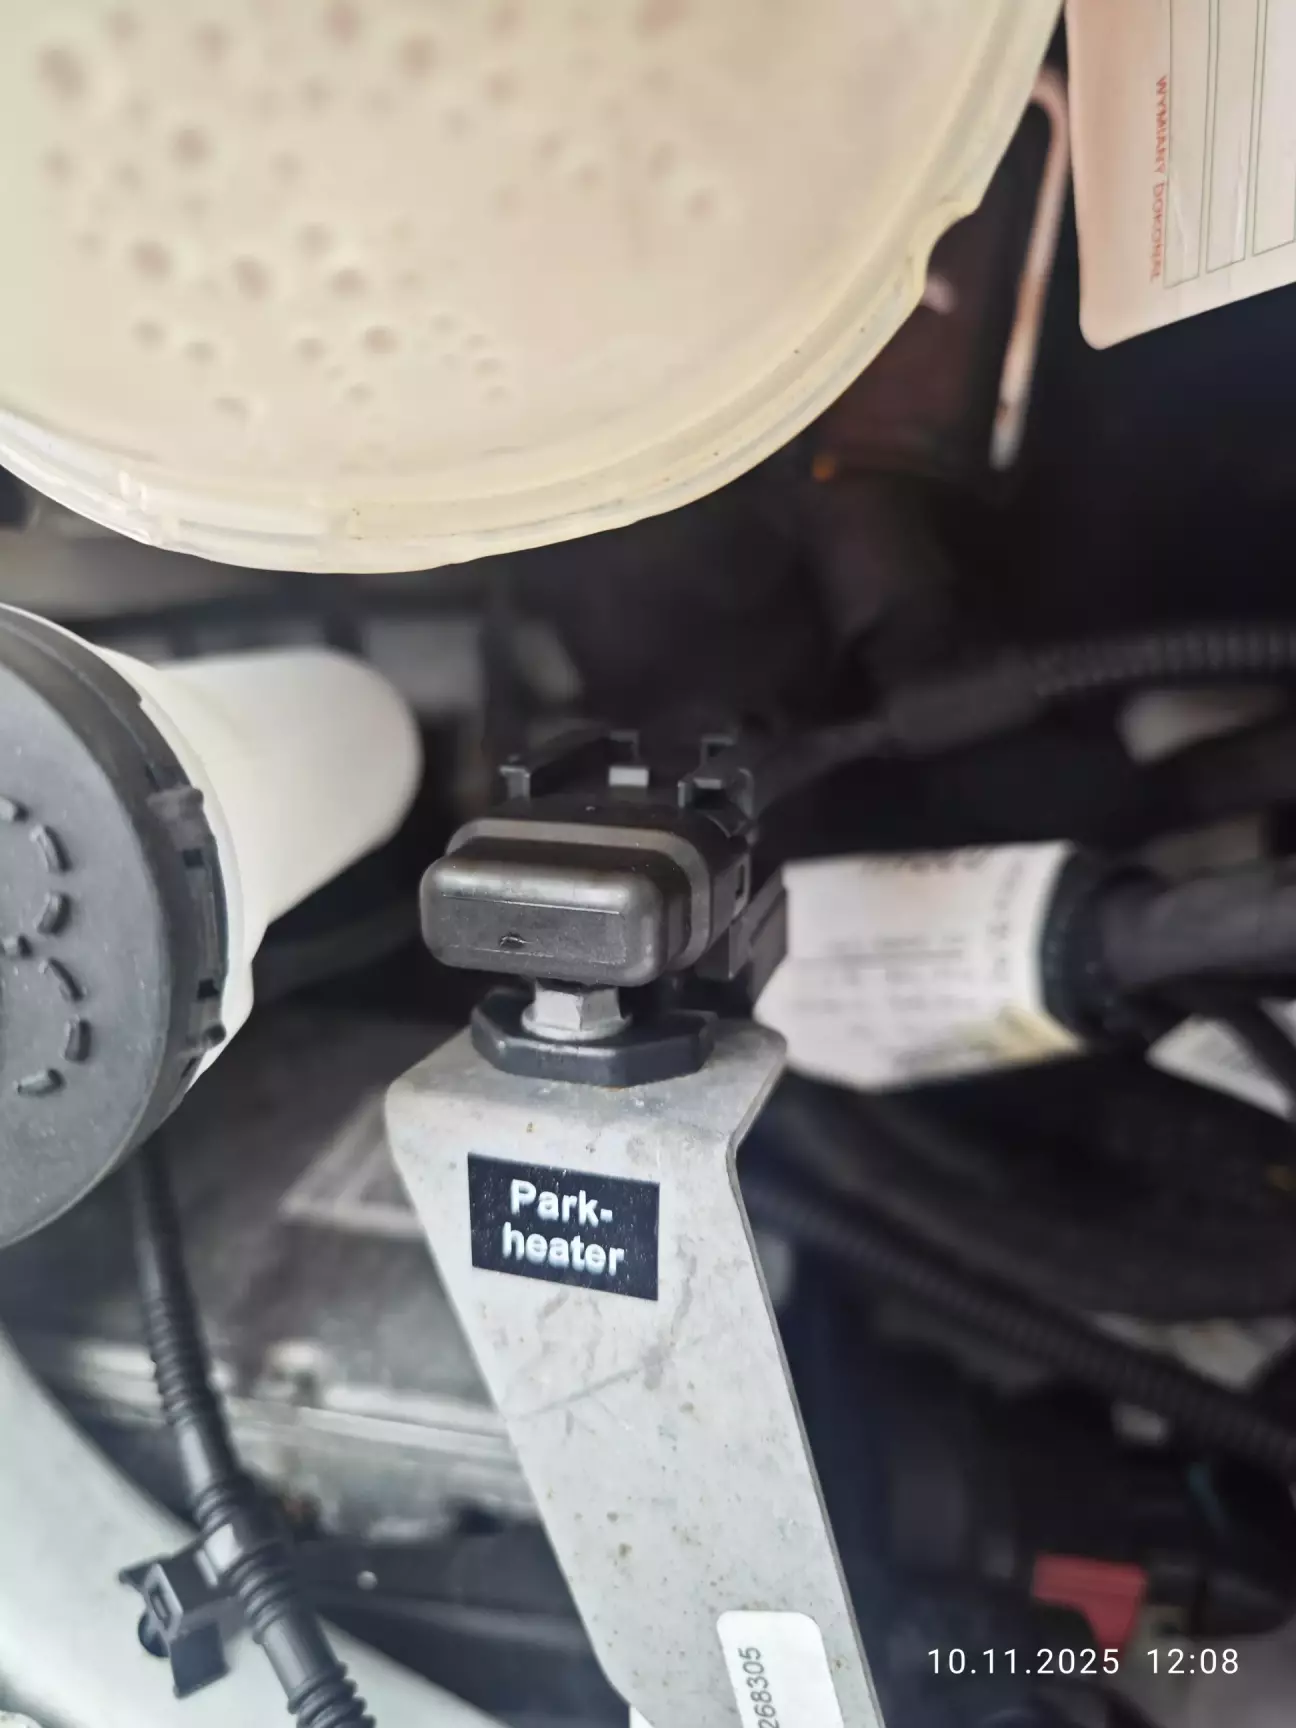 WYMIANY DOKONAŁ
Park-
heater
268305
10.11.2025 12:08